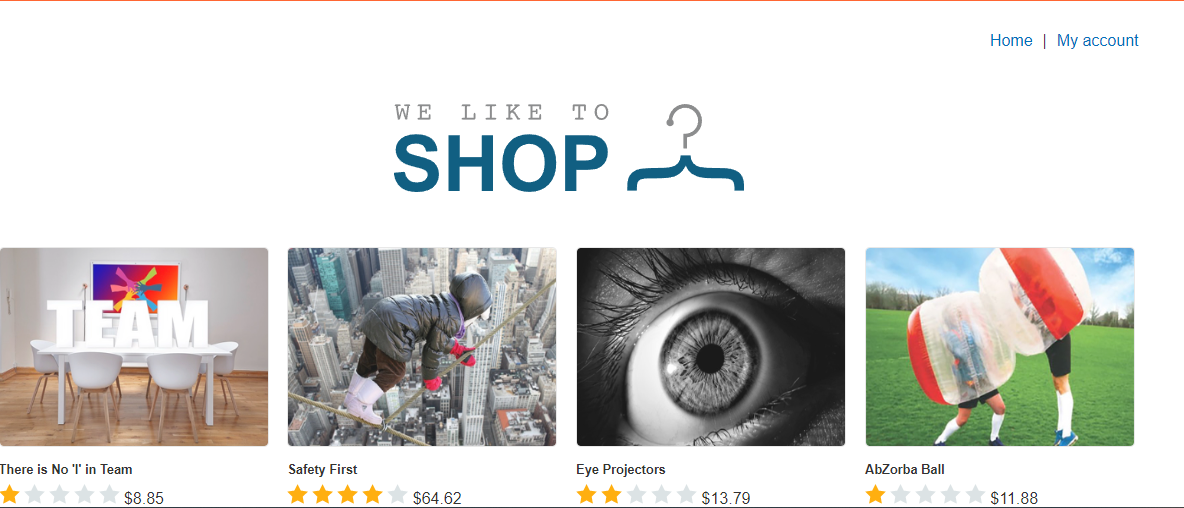 Home | My account
WE LIKE TO
SHOP
TEAM
There is No 'I' in Team
Safety First
Eye Projectors
AbZorba Ball
$8.85
$64.62
$13.79
$11.88